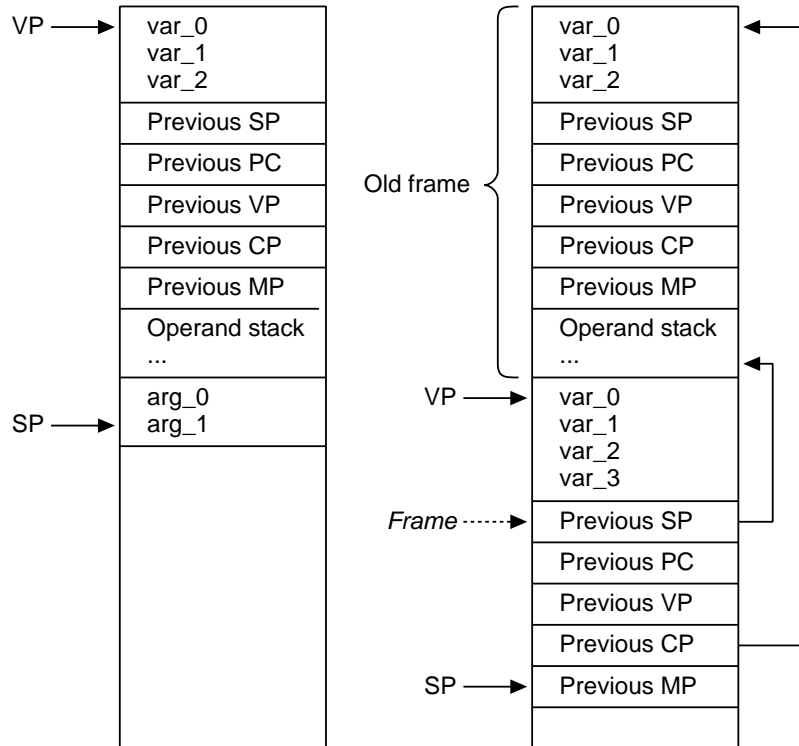 VP
var_0
var_1
var_2
Previous SP
Previous PC
Previous VP
Previous CP
Previous MP
Operand stack
...
SP
arg_0
arg_1
Old frame
var_0
var_1
var_2
Previous SP
Previous PC
Previous VP
Previous CP
Previous MP
Operand stack
...
VP
var_0
var_1
var_2
var_3
Frame
Previous SP
Previous PC
Previous VP
Previous CP
SP
Previous MP